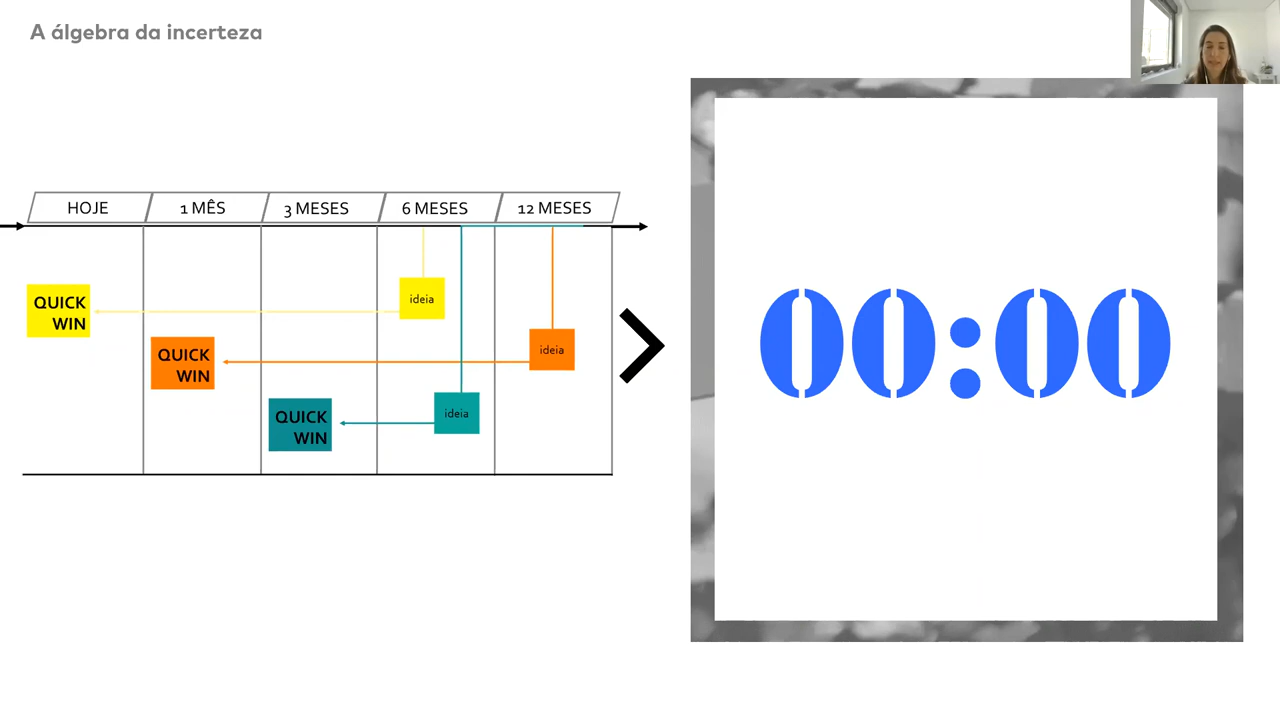 A álgebra da incerteza
HOJE
1 MÊS
3 MESES
6 MESES
12 MESES
QUICK
WIN
ideia
QUICK
WIN
ideia
QUICK
WIN
ideia
00:00